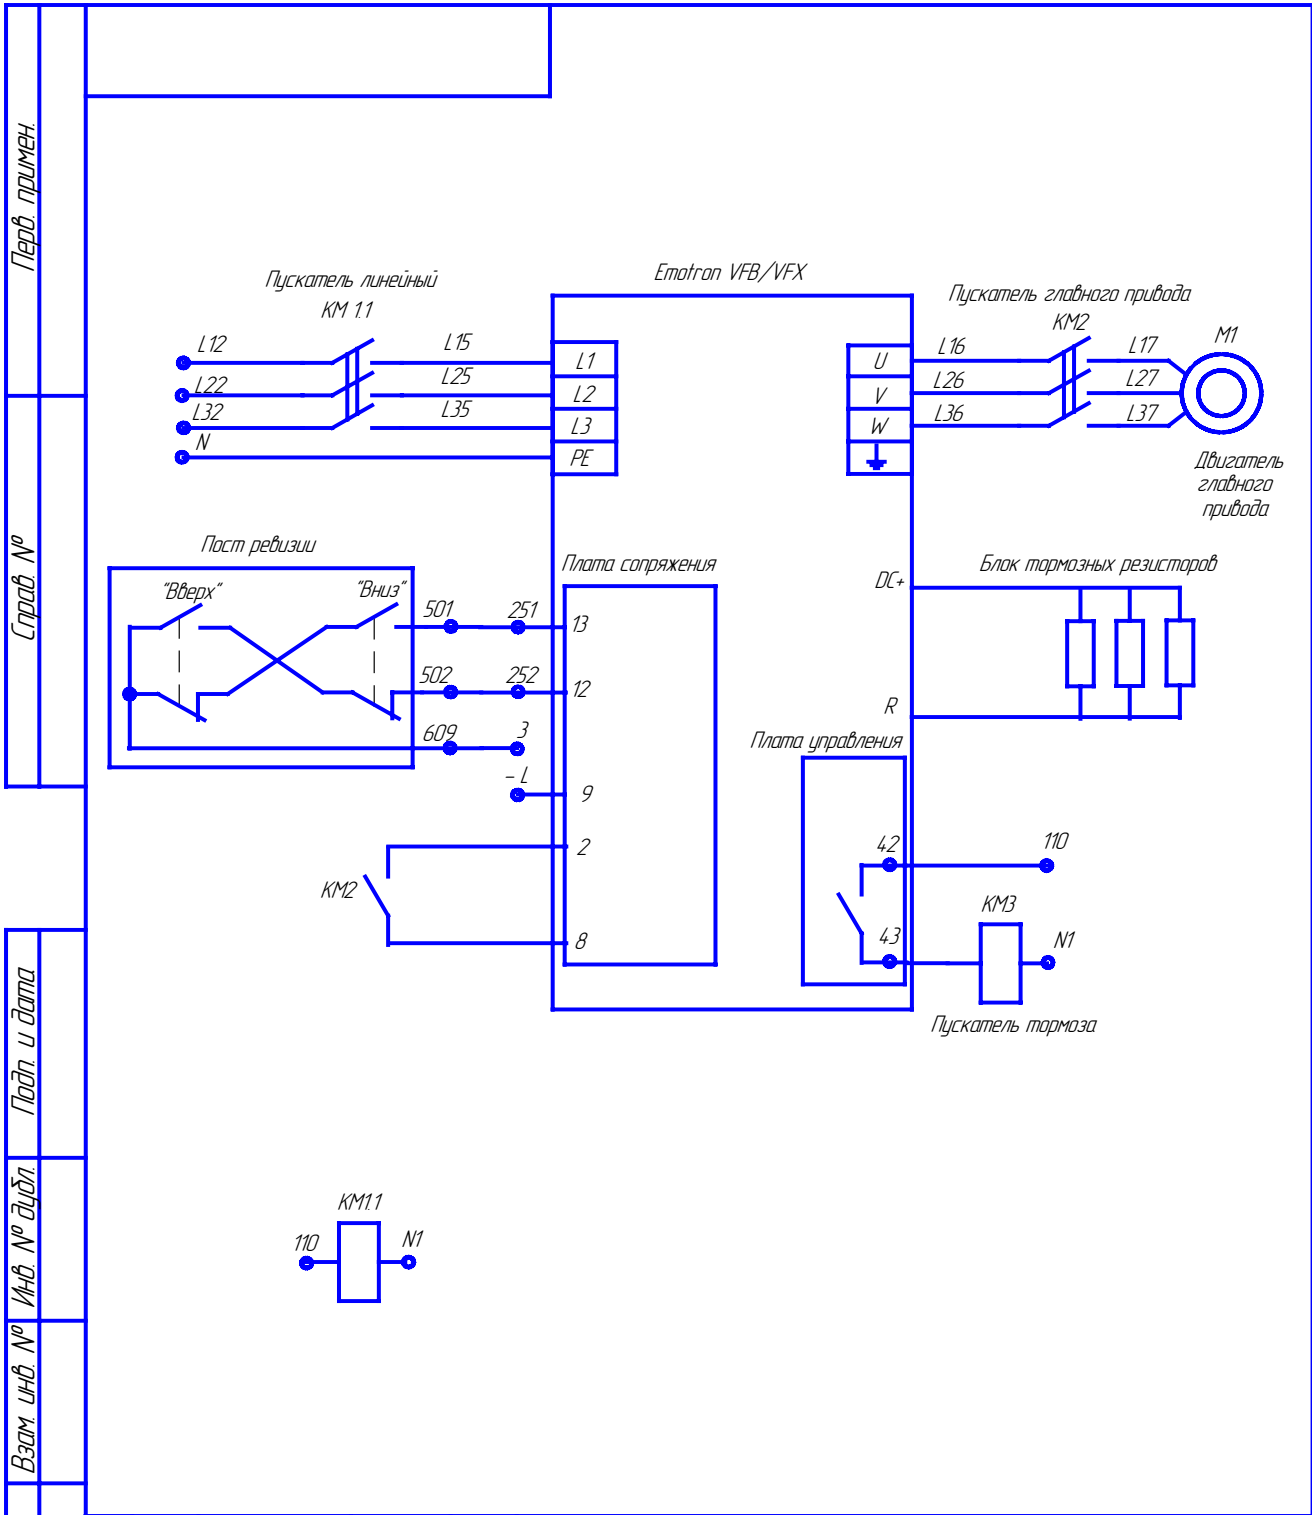 Перв. примен.
Справ. №
Подп. и дата
Инв. № дубл.
Взам. инв. №
Пускатель линейный
КМ 1.1
Emotron VFB/VFX
Пускатель главного привода
КМ2
М1
L12
L15
L1
U
L16
L17
L22
L25
L2
V
L26
L27
L32
L35
L3
W
L36
L37
N
PE
Двигатель
главного
привода
Пост ревизии
"Вверх"
"Вниз"
501
251
13
502
252
12
609
3
- L
9
2
КМ2
8
Плата сопряжения
DC+
Блок тормозных резисторов
R
Плата управления
42
110
КМ3
43
N1
Пускатель тормоза
КМ1.1
110
N1